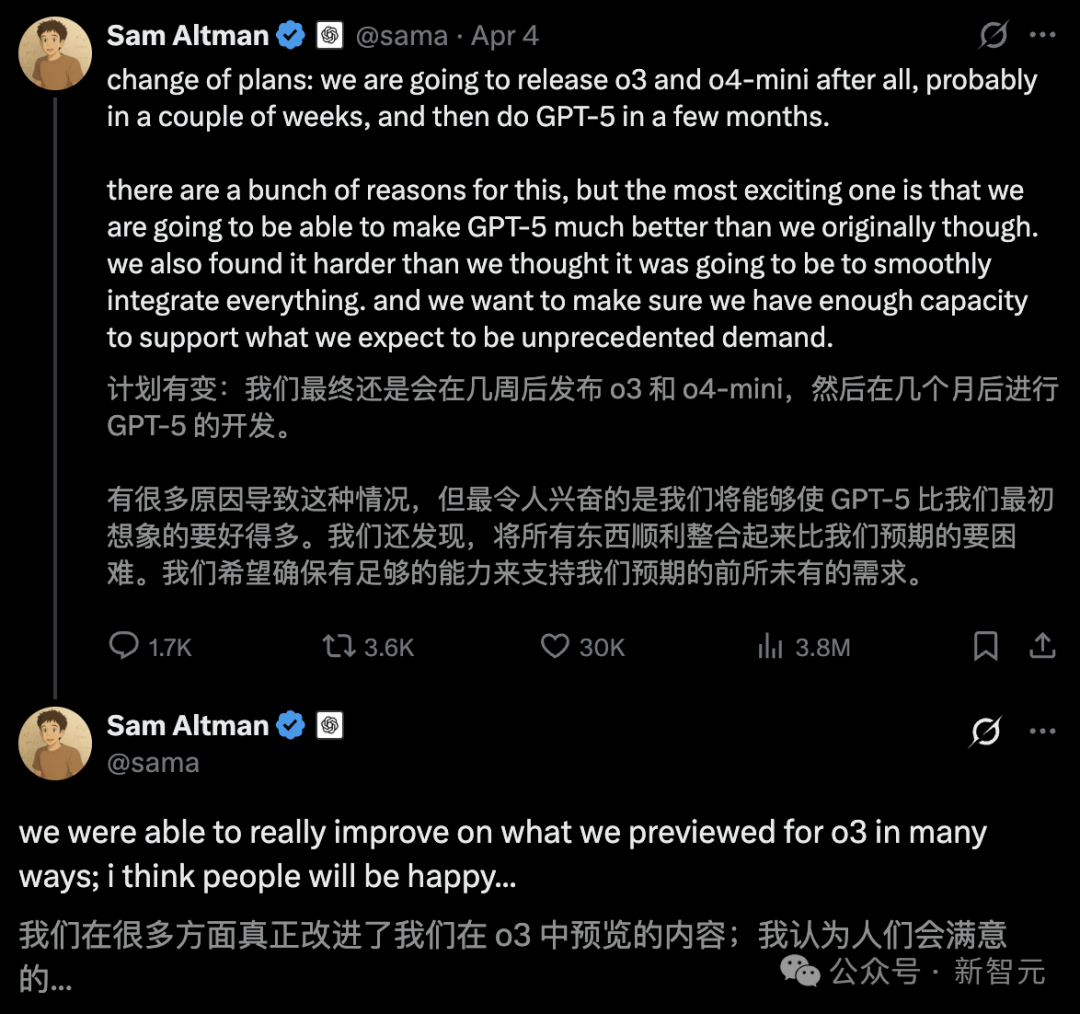 Sam Altman @sama · Apr 4
change of plans: we are going to release o3 and o4-mini after all, probably
in a couple of weeks, and then do GPT-5 in a few months.
there are a bunch of reasons for this, but the most exciting one is that we
are going to be able to make GPT-5 much better than we originally though.
we also found it harder than we thought it was going to be to smoothly
integrate everything. and we want to make sure we have enough capacity
to support what we expect to be unprecedented demand.
计划有变：我们最终还是会在几周后发布 o3 和 o4-mini，然后在几个月后进行
GPT-5 的开发。
有很多原因导致这种情况，但最令人兴奋的是我们将能够使 GPT-5 比我们最初
想象的要好得多。我们还发现，将所有东西顺利整合起来比我们预期的要困
难。我们希望确保有足够的能力来支持我们预期的前所未有的需求。
1.7K 3.6K 30K 3.8M
Sam Altman
@sama
we were able to really improve on what we previewed for o3 in many
ways; i think people will be happy...
我们在很多方面真正改进了我们在 o3 中预览的内容；我认为人们会满意
的...
公众号 · 新智元